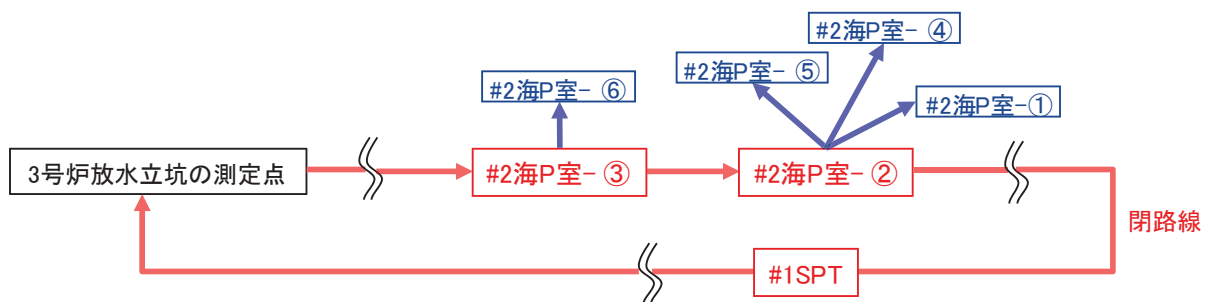 #2海P室- ④
#2海P室- ⑤
#2海P室- ⑥
#2海P室-①
3号炉放水立坑の測定点
#2海P室- ③
#2海P室- ②
閉路線
#1SPT